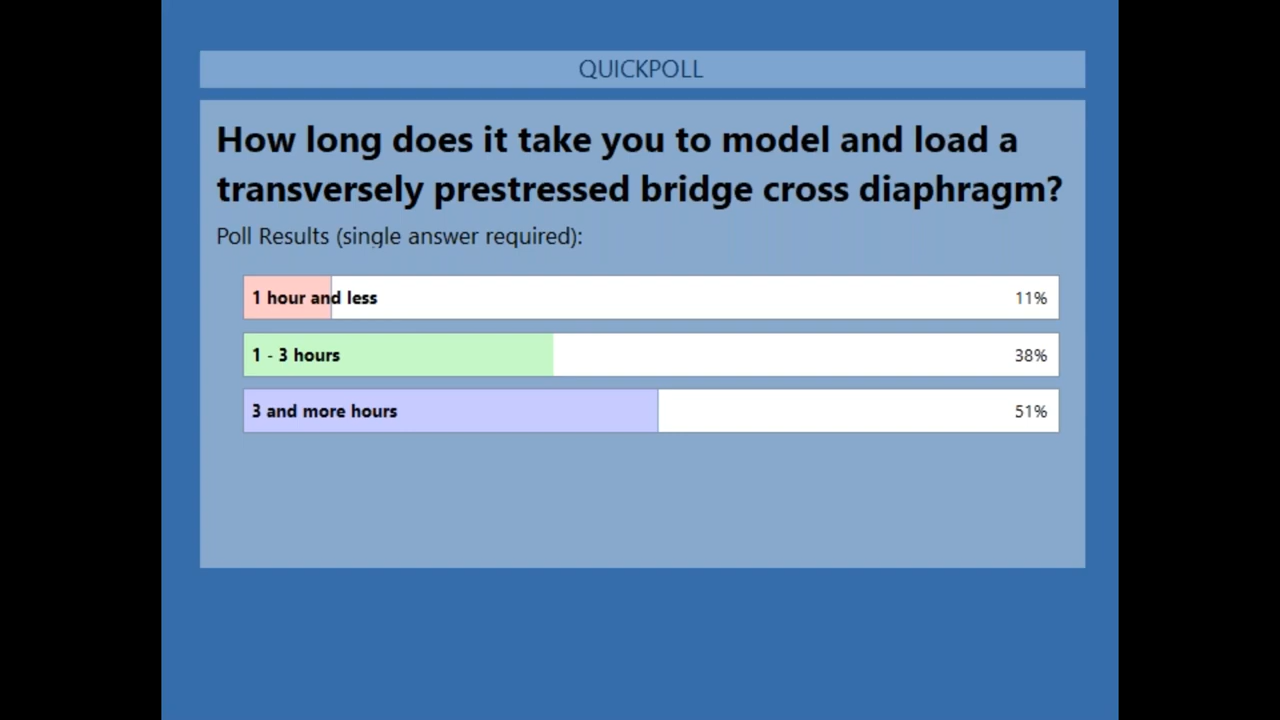 QUICKPOLL
How long does it take you to model and load a
transversely prestressed bridge cross diaphragm?
Poll Results (single answer required):
1 hour and less 11%
1 - 3 hours 38%
3 and more hours 51%